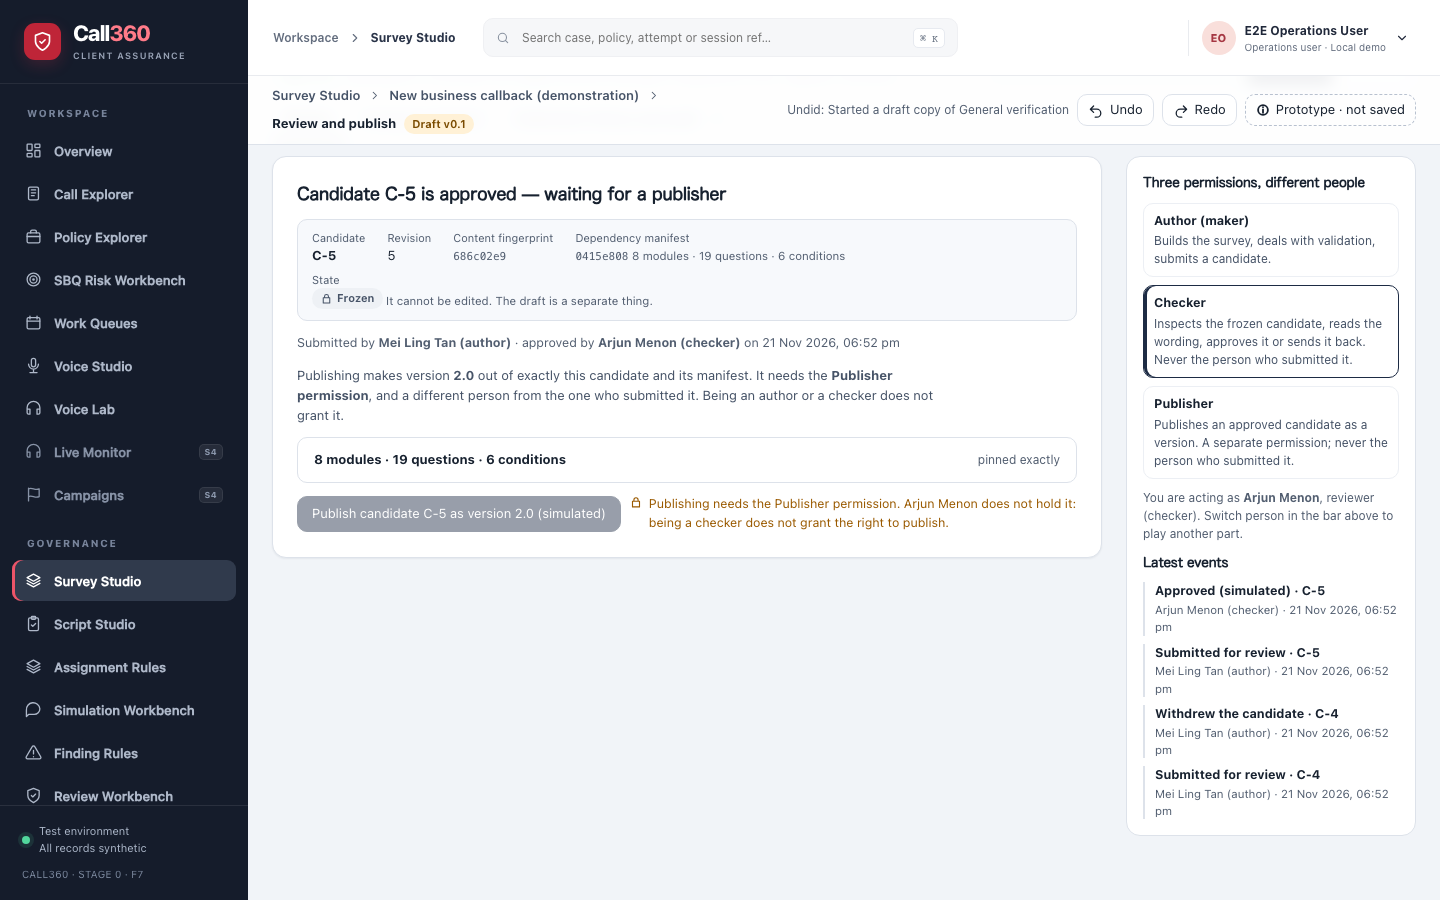 Call360
CLIENT ASSURANCE
WORKSPACE
Overview
Call Explorer
Policy Explorer
SBQ Risk Workbench
Work Queues
Voice Studio
Voice Lab
Live Monitor S4
Campaigns S4
GOVERNANCE
Survey Studio
Script Studio
Assignment Rules
Simulation Workbench
Finding Rules
Review Workbench
Test environment
All records synthetic
CALL360 · STAGE 0 · F7
Workspace > Survey Studio
Search case, policy, attempt or session ref...
⌘ K
EO
E2E Operations User
Operations user · Local demo
Survey Studio > New business callback (demonstration) >
Review and publish Draft v0.1
Undid: Started a draft copy of General verification
Undo
Redo
Prototype · not saved
Candidate C-5 is approved — waiting for a publisher
Candidate Revision Content fingerprint Dependency manifest
C-5 5 686c02e9 0415e808 8 modules · 19 questions · 6 conditions
State
Frozen It cannot be edited. The draft is a separate thing.
Submitted by Mei Ling Tan (author) · approved by Arjun Menon (checker) on 21 Nov 2026, 06:52 pm
Publishing makes version 2.0 out of exactly this candidate and its manifest. It needs the Publisher
permission, and a different person from the one who submitted it. Being an author or a checker does not
grant it.
8 modules · 19 questions · 6 conditions pinned exactly
Publish candidate C-5 as version 2.0 (simulated)
Publishing needs the Publisher permission. Arjun Menon does not hold it:
being a checker does not grant the right to publish.
Three permissions, different people
Author (maker)
Builds the survey, deals with validation,
submits a candidate.
Checker
Inspects the frozen candidate, reads the
wording, approves it or sends it back.
Never the person who submitted it.
Publisher
Publishes an approved candidate as a
version. A separate permission; never the
person who submitted it.
You are acting as Arjun Menon, reviewer
(checker). Switch person in the bar above to
play another part.
Latest events
Approved (simulated) · C-5
Arjun Menon (checker) · 21 Nov 2026, 06:52
pm
Submitted for review · C-5
Mei Ling Tan (author) · 21 Nov 2026, 06:52
pm
Withdrew the candidate · C-4
Mei Ling Tan (author) · 21 Nov 2026, 06:52
pm
Submitted for review · C-4
Mei Ling Tan (author) · 21 Nov 2026, 06:52
pm